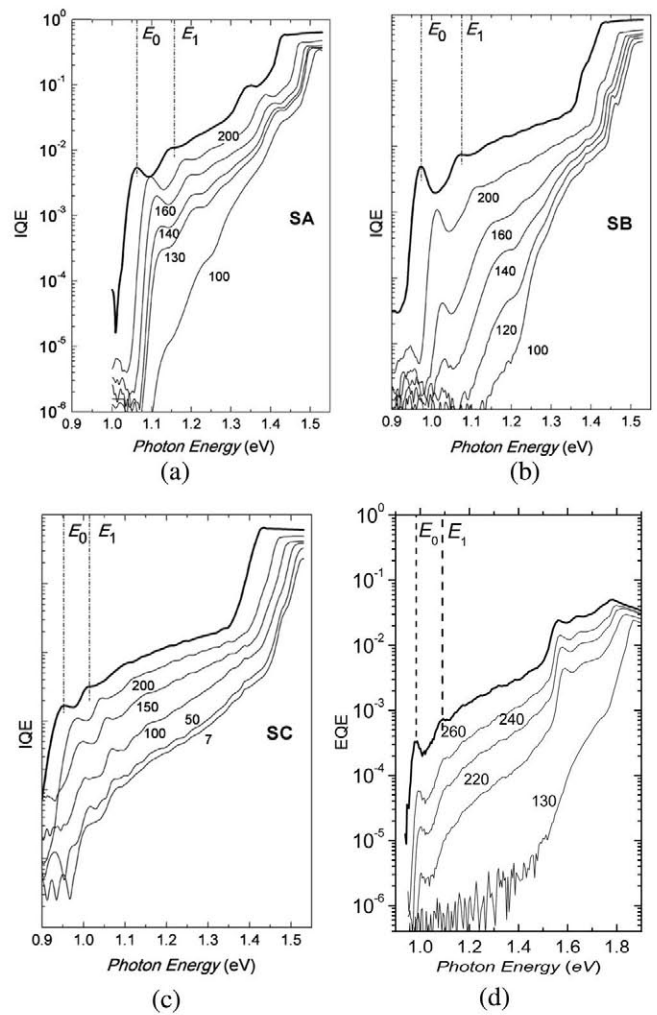 10^0
10^-1
10^-2
10^-3
10^-4
10^-5
10^-6
IQE
E0 E1
200
160
140
130
100
SA
0.9 1.0 1.1 1.2 1.3 1.4 1.5
Photon Energy (eV)
(a)
IQE
E0 E1
200
160
140
120
100
SB
0.9 1.0 1.1 1.2 1.3 1.4 1.5
Photon Energy (eV)
(b)
IQE
E0 E1
200
150
100
50
7
SC
0.9 1.0 1.1 1.2 1.3 1.4 1.5
Photon Energy (eV)
(c)
10^0
10^-1
10^-2
10^-3
10^-4
10^-5
10^-6
EQE
E0 E1
260
240
220
130
1.0 1.2 1.4 1.6 1.8
Photon Energy (eV)
(d)